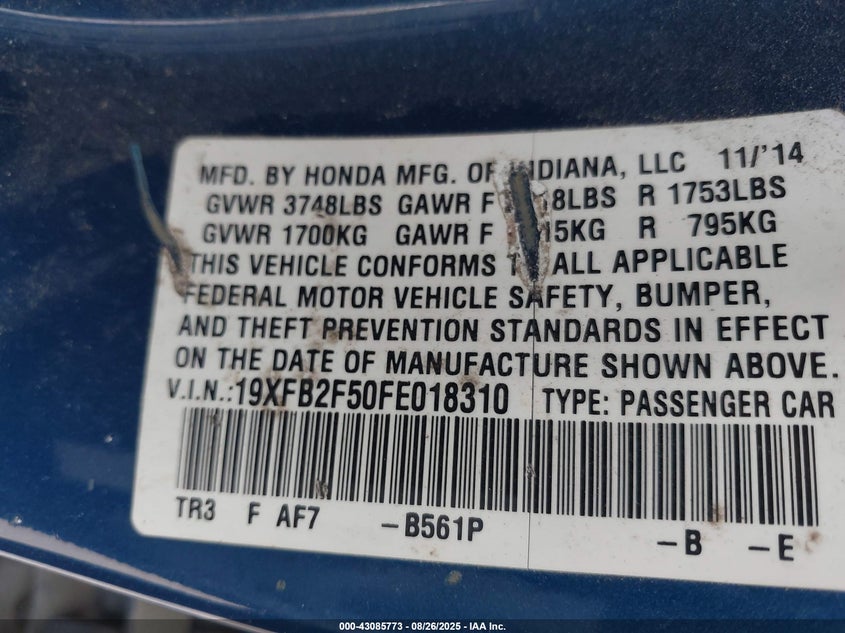 MFD. BY HONDA MFG. OF INDIANA, LLC 11/'14
GVWR 3748LBS GAWR F 8LBS R 1753LBS
GVWR 1700KG GAWR F 15KG R 795KG
THIS VEHICLE CONFORMS TO ALL APPLICABLE
FEDERAL MOTOR VEHICLE SAFETY, BUMPER,
AND THEFT PREVENTION STANDARDS IN EFFECT
ON THE DATE OF MANUFACTURE SHOWN ABOVE.
V.I.N.:19XFB2F50FE018310 TYPE: PASSENGER CAR
TR3 F AF7 -B561P -B -E
000-43085773 - 08/26/2025 - IAA Inc.